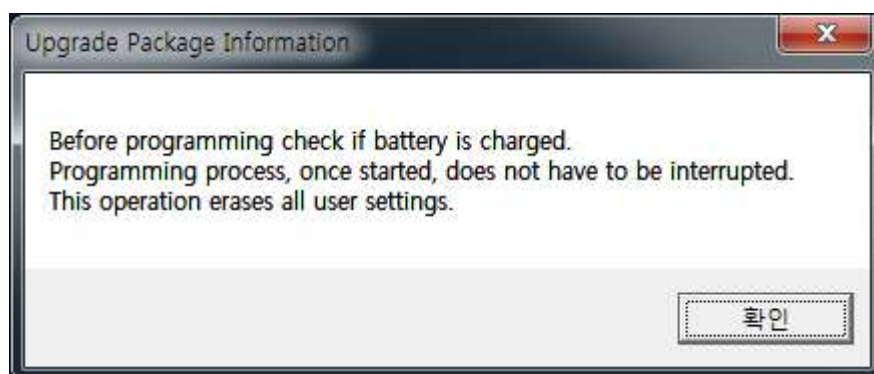 Upgrade Package Information
Before programming check if battery is charged.
Programming process, once started, does not have to be interrupted.
This operation erases all user settings.
확인